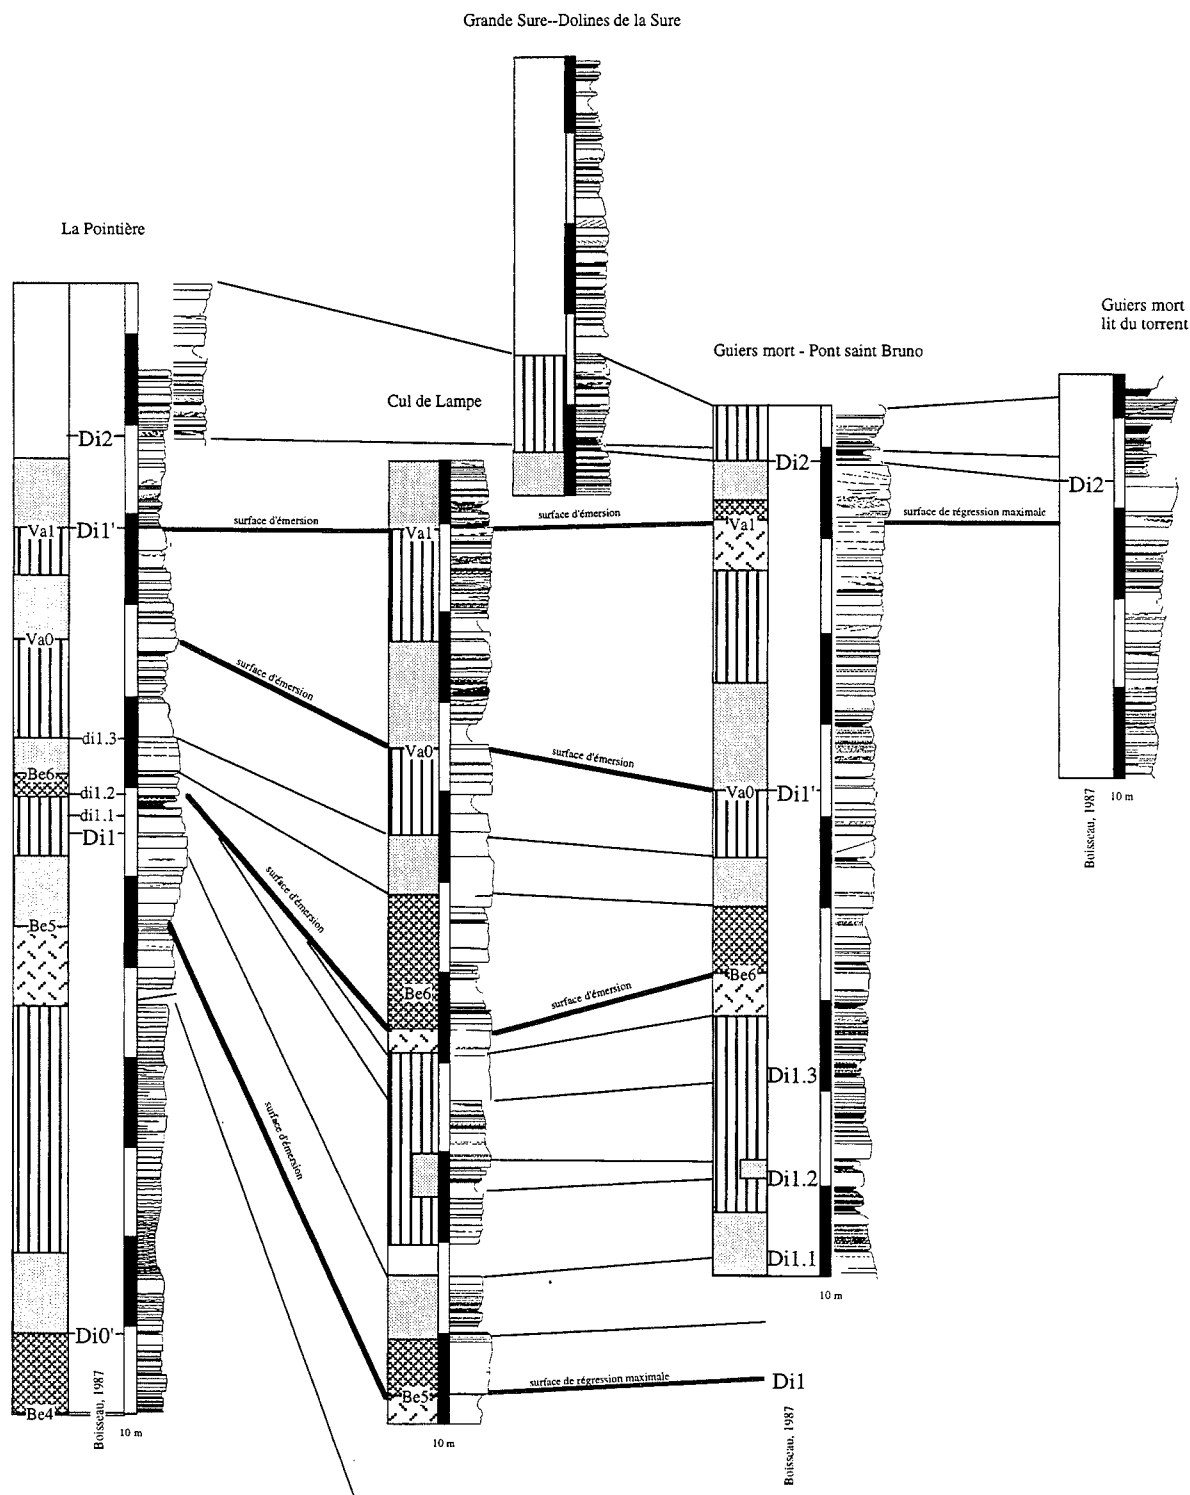 Grande Sure--Dolines de la Sure
La Pointière
Guiers mort
lit du torrent
Guiers mort - Pont saint Bruno
Cul de Lampe
Di2
Di2
Di2
Va1
Di1'
surface d'émersion
Va1
surface d'émersion
Va1
surface de régression maximale
Va0
surface d'émersion
Va0
surface d'émersion
Va0
Di1'
10 m
Boisseau, 1987
di1.3
Be6
di1.2
di1.1
Di1
surface d'émersion
Be5
Be6
surface d'émersion
Be6
Di1.3
surface d'émersion
Di1.2
Di1.1
10 m
Di0'
Be4
Boisseau, 1987
10 m
Be5
surface de régression maximale
Di1
10 m
Boisseau, 1987